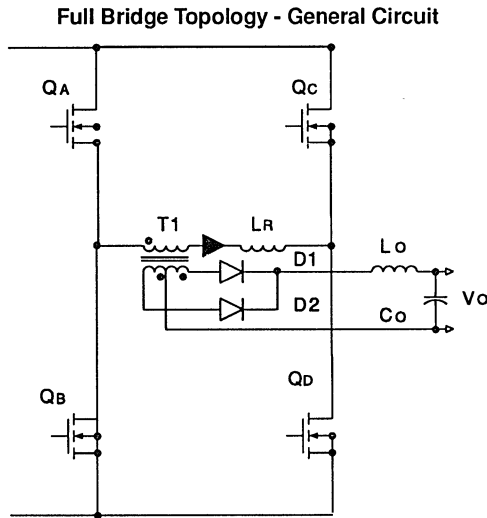 Full Bridge Topology - General Circuit
QA
QC
T1
LR
D1
LO
D2
CO
VO
QB
QD